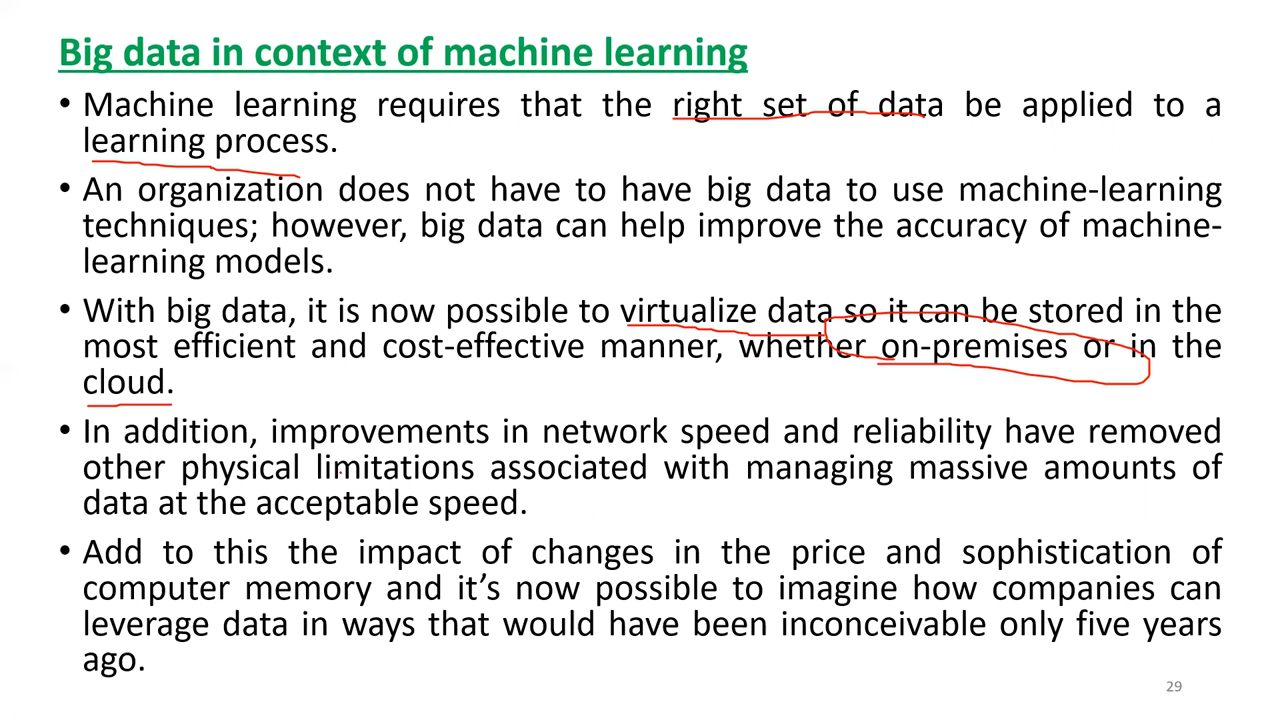 Big data in context of machine learning
• Machine learning requires that the right set of data be applied to a
learning process.
• An organization does not have to have big data to use machine-learning
techniques; however, big data can help improve the accuracy of machine-
learning models.
• With big data, it is now possible to virtualize data so it can be stored in the
most efficient and cost-effective manner, whether on-premises or in the
cloud.
• In addition, improvements in network speed and reliability have removed
other physical limitations associated with managing massive amounts of
data at the acceptable speed.
• Add to this the impact of changes in the price and sophistication of
computer memory and it’s now possible to imagine how companies can
leverage data in ways that would have been inconceivable only five years
ago.
29